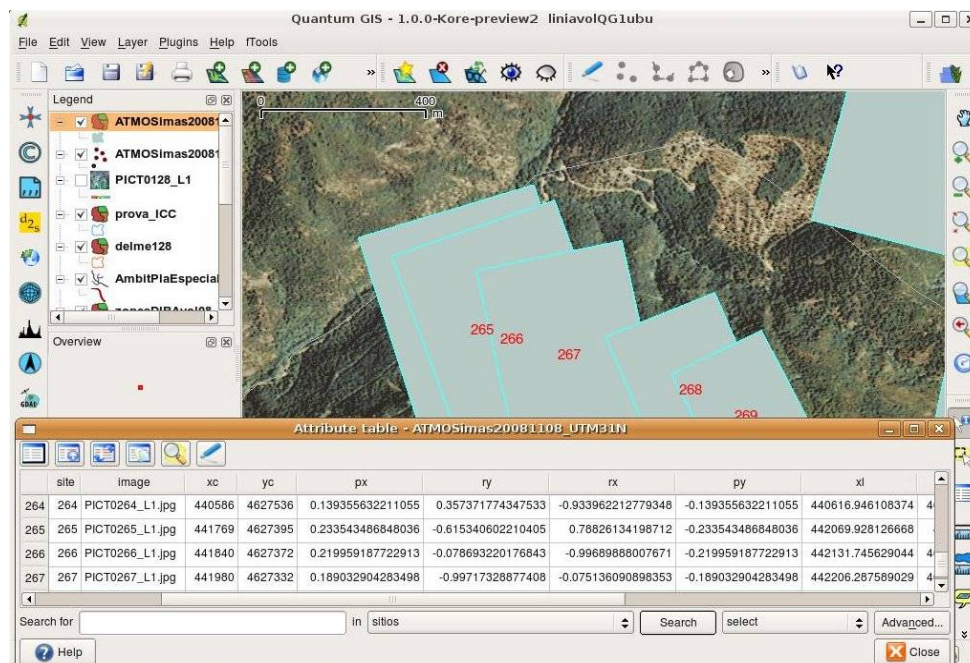 Quantum GIS - 1.0.0-Kore-preview2 liniavolQG1ubu
File Edit View Layer Plugins Help fTools
Legend
ATMOSimas20081
ATMOSimas20081
PICT0128_L1
prova_ICC
delme128
AmbitPlaEspecial
zonesDIBAvol08
Overview
0 400
m
265 266 267
268
269
Attribute table - ATMOSimas20081108_UTM31N
site image xc yc px ry rx py xl
264 264 PICT0264_L1.jpg 440586 4627536 0.139355632211055 0.357371774347533 -0.933962212779348 -0.139355632211055 440616.946108374 4
265 265 PICT0265_L1.jpg 441769 4627395 0.233543486848036 -0.615340602210405 0.78826134198712 -0.233543486848036 442069.928126668
266 266 PICT0266_L1.jpg 441840 4627372 0.219959187722913 -0.078693220176843 -0.99689888007671 -0.219959187722913 442131.745629044 4
267 267 PICT0267_L1.jpg 441980 4627332 0.189032904283498 -0.99717328877408 -0.075136090898353 -0.189032904283498 442206.287589029 4
Search for in sitios Search select Advanced...
Help Close